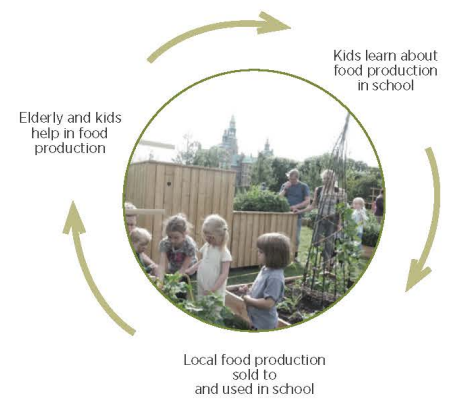 Kids learn about
food production
in school
Elderly and kids
help in food
production
Local food production
sold to
and used in school